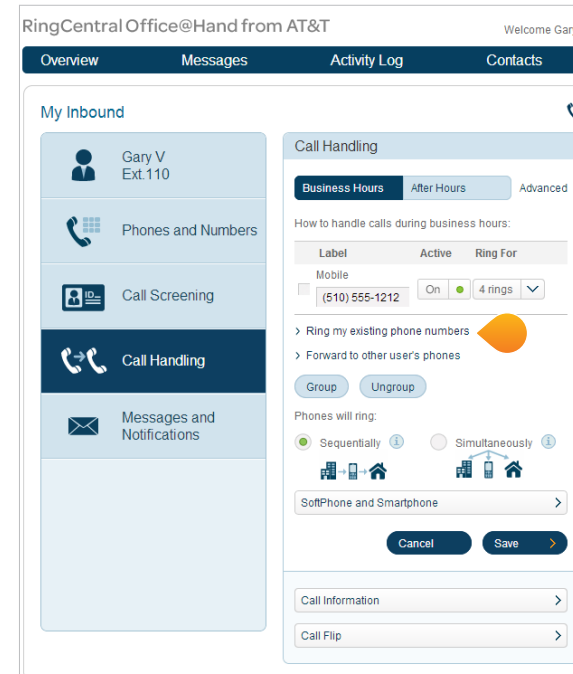 RingCentral Office@Hand from AT&T
Welcome Gary
Overview Messages Activity Log Contacts
My Inbound
Gary V
Ext.110
Phones and Numbers
Call Screening
ID
Call Handling
Messages and
Notifications
Call Handling
Business Hours After Hours Advanced
How to handle calls during business hours:
Label Active Ring For
Mobile
(510) 555-1212 On 4 rings
> Ring my existing phone numbers
> Forward to other user's phones
Group Ungroup
Phones will ring:
Sequentially i Simultaneously i
SoftPhone and Smartphone >
Cancel Save >
Call Information >
Call Flip >